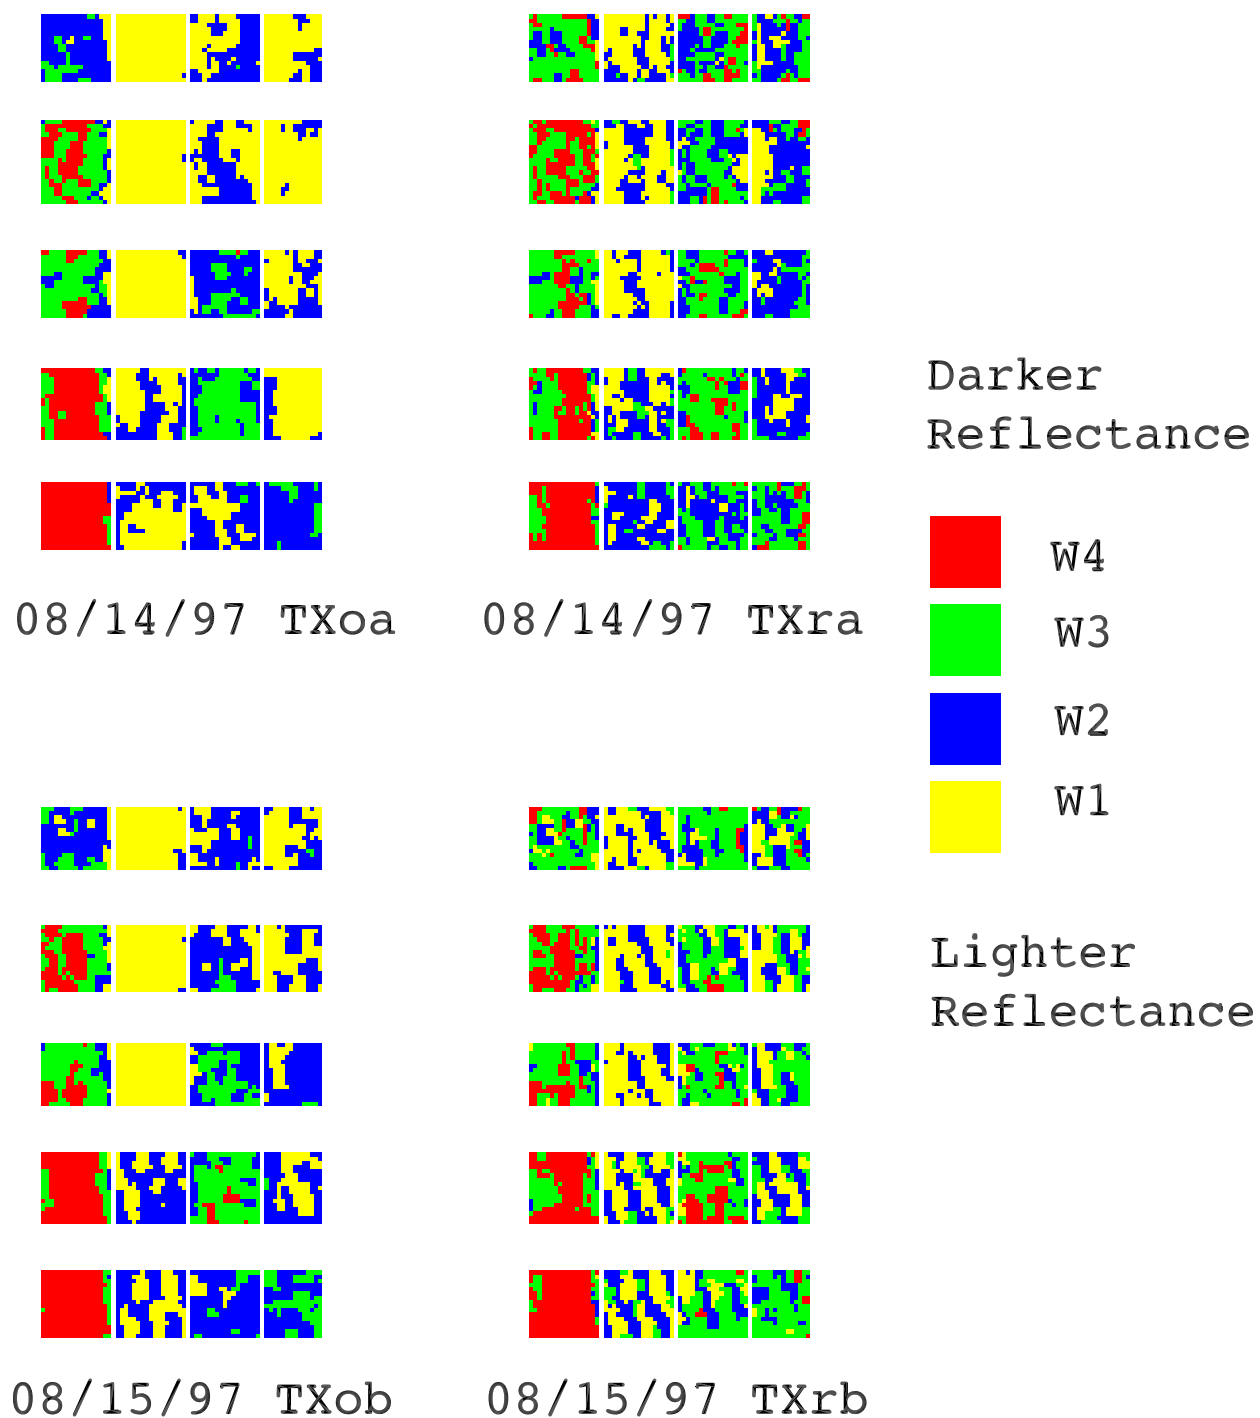 Darker
Reflectance
W4
W3
W2
W1
Lighter
Reflectance
08/14/97 TXoa
08/14/97 TXra
08/15/97 TXob
08/15/97 TXrb